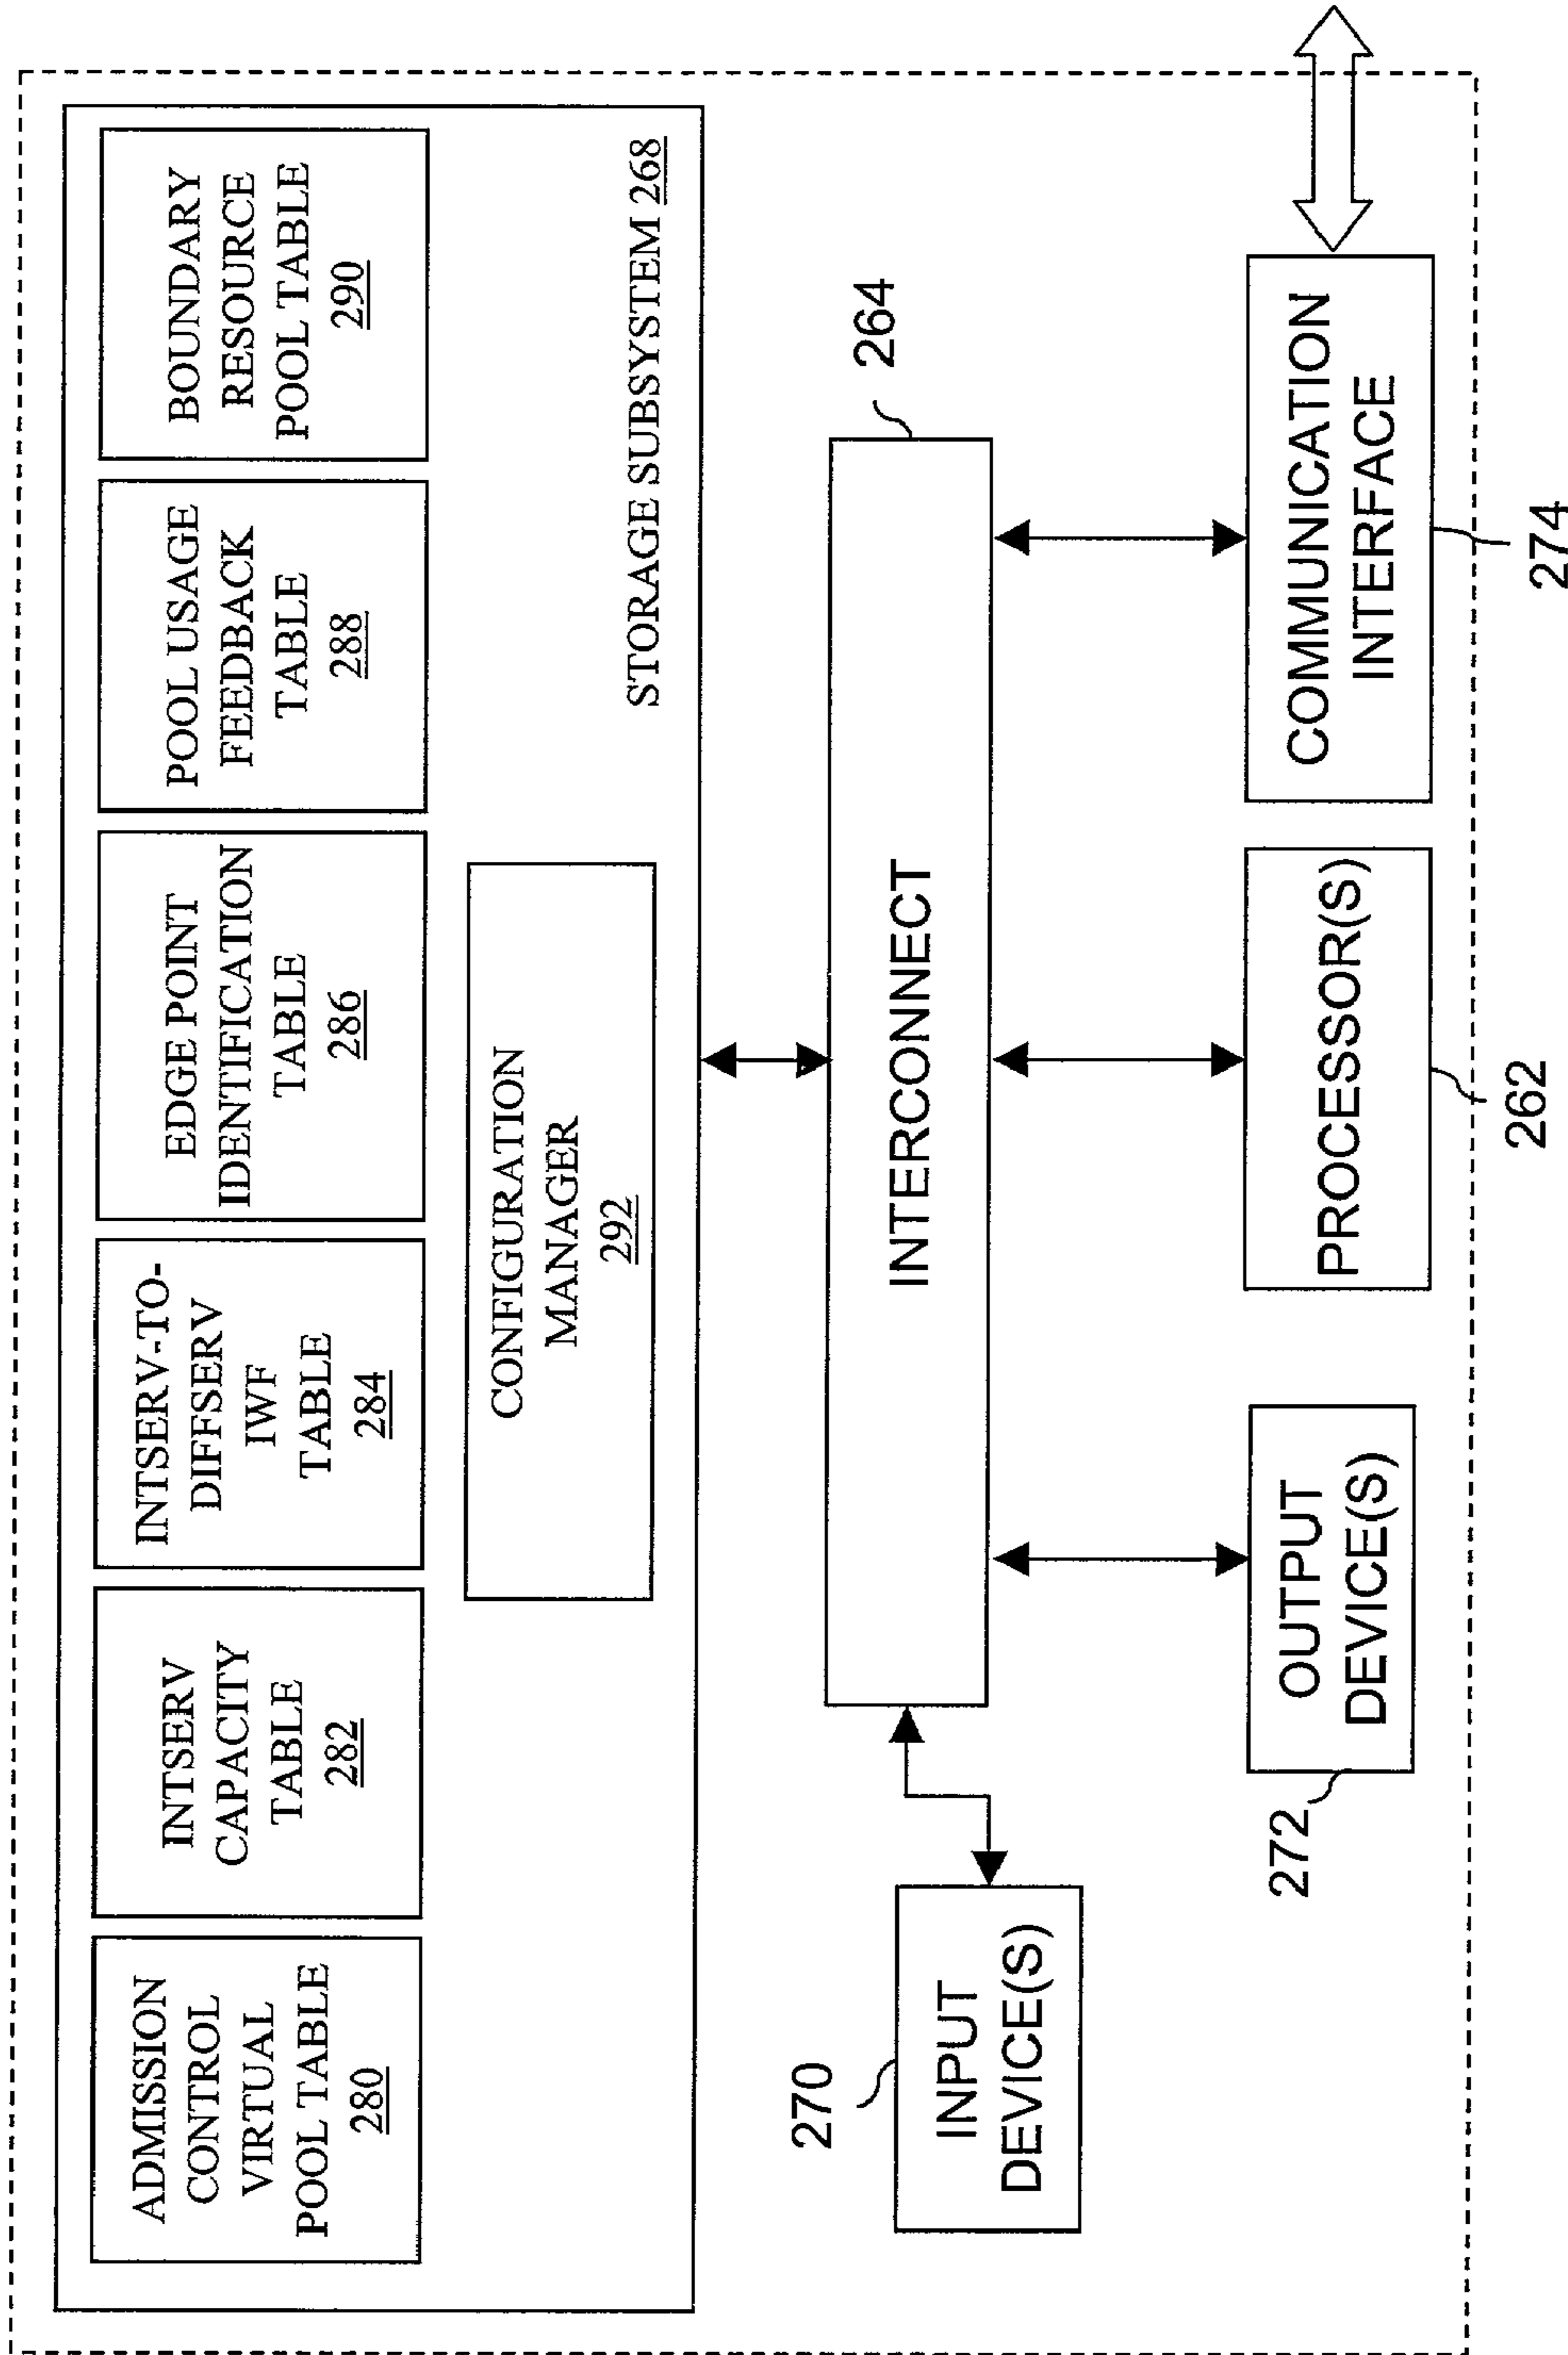 ADMISSION
CONTROL
VIRTUAL
POOL TABLE
280
INTSERV
CAPACITY
TABLE
282
INTSERV-TO-
DIFFSERV
IWF
TABLE
284
EDGE POINT
IDENTIFICATION
TABLE
286
POOL USAGE
FEEDBACK
TABLE
288
BOUNDARY
RESOURCE
POOL TABLE
290
CONFIGURATION
MANAGER
292
STORAGE SUBSYSTEM 268
264
INTERCONNECT
270
INPUT
DEVICE(S)
OUTPUT
DEVICE(S)
272
PROCESSOR(S)
262
COMMUNICATION
INTERFACE
274